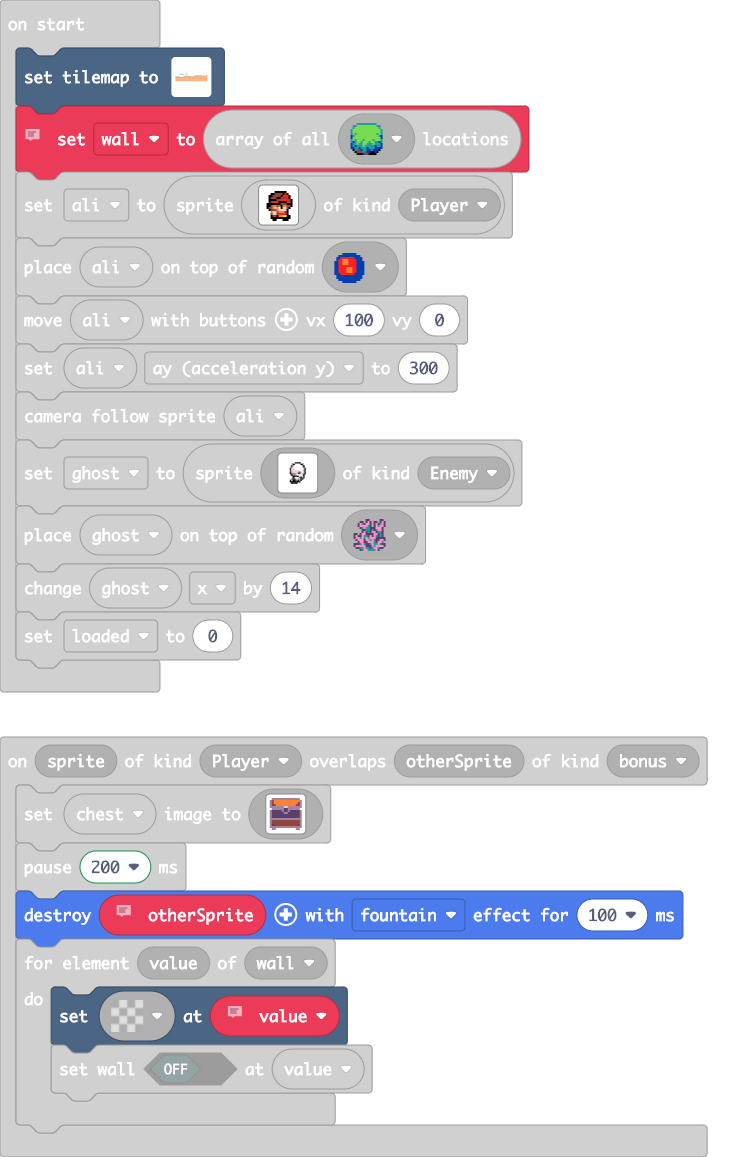 on start
set tilemap to
set wall to array of all locations
set ali to sprite of kind Player
place ali on top of random
move ali with buttons vx 100 vy 0
set ali ay (acceleration y) to 300
camera follow sprite ali
set ghost to sprite of kind Enemy
place ghost on top of random
change ghost x by 14
set loaded to 0
on sprite of kind Player overlaps otherSprite of kind bonus
set chest image to
pause 200 ms
destroy otherSprite with fountain effect for 100 ms
for element value of wall
do
set at value
set wall OFF at value